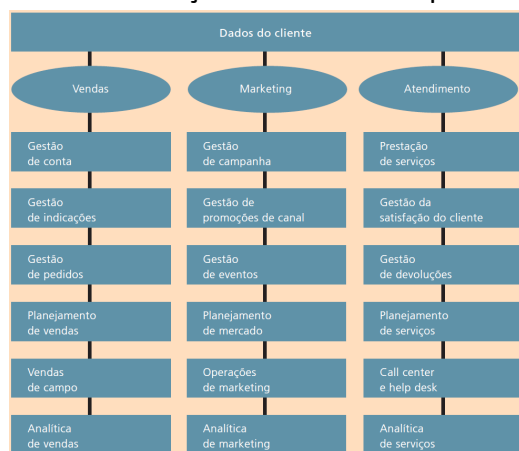 Dados do cliente
Vendas
Marketing
Atendimento
Gestão
de conta
Gestão
de campanha
Prestação
de serviços
Gestão
de indicações
Gestão de
promoções de canal
Gestão da
satisfação do cliente
Gestão
de pedidos
Gestão
de eventos
Gestão
de devoluções
Planejamento
de vendas
Planejamento
de mercado
Planejamento
de serviços
Vendas
de campo
Operações
de marketing
Call center
e help desk
Analítica
de vendas
Analítica
de marketing
Analítica
de serviços